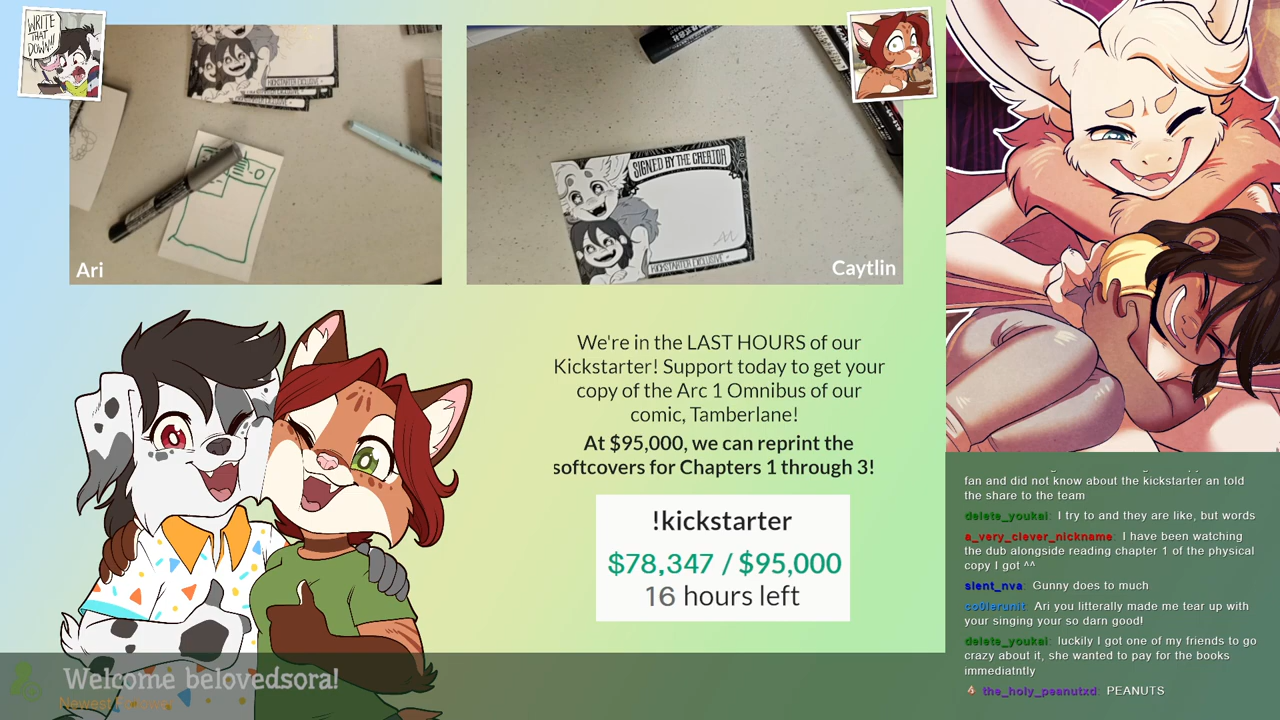 WRITE
THAT
DOWN!!
KICKSTARTER EXCLUSIVE
Ari
SIGNED BY THE CREATOR
KICKSTARTER EXCLUSIVE
Caytlin
We're in the LAST HOURS of our
Kickstarter! Support today to get your
copy of the Arc 1 Omnibus of our
comic, Tamberlane!
At $95,000, we can reprint the
softcovers for Chapters 1 through 3!
!kickstarter
$78,347 / $95,000
16 hours left
Welcome belovedsora!
Newest
fan and did not know about the kickstarter an told
the share to the team
delete_youkai: I try to and they are like, but words
a_very_clever_nickname: I have been watching
the dub alongside reading chapter 1 of the physical
copy I got ^^
slent_nva: Gunny does to much
co0lerunit: Ari you litterally made me tear up with
your singing your so darn good!
delete_youkai: luckily I got one of my friends to go
crazy about it, she wanted to pay for the books
immediatntly
the_holy_peanutxd: PEANUTS